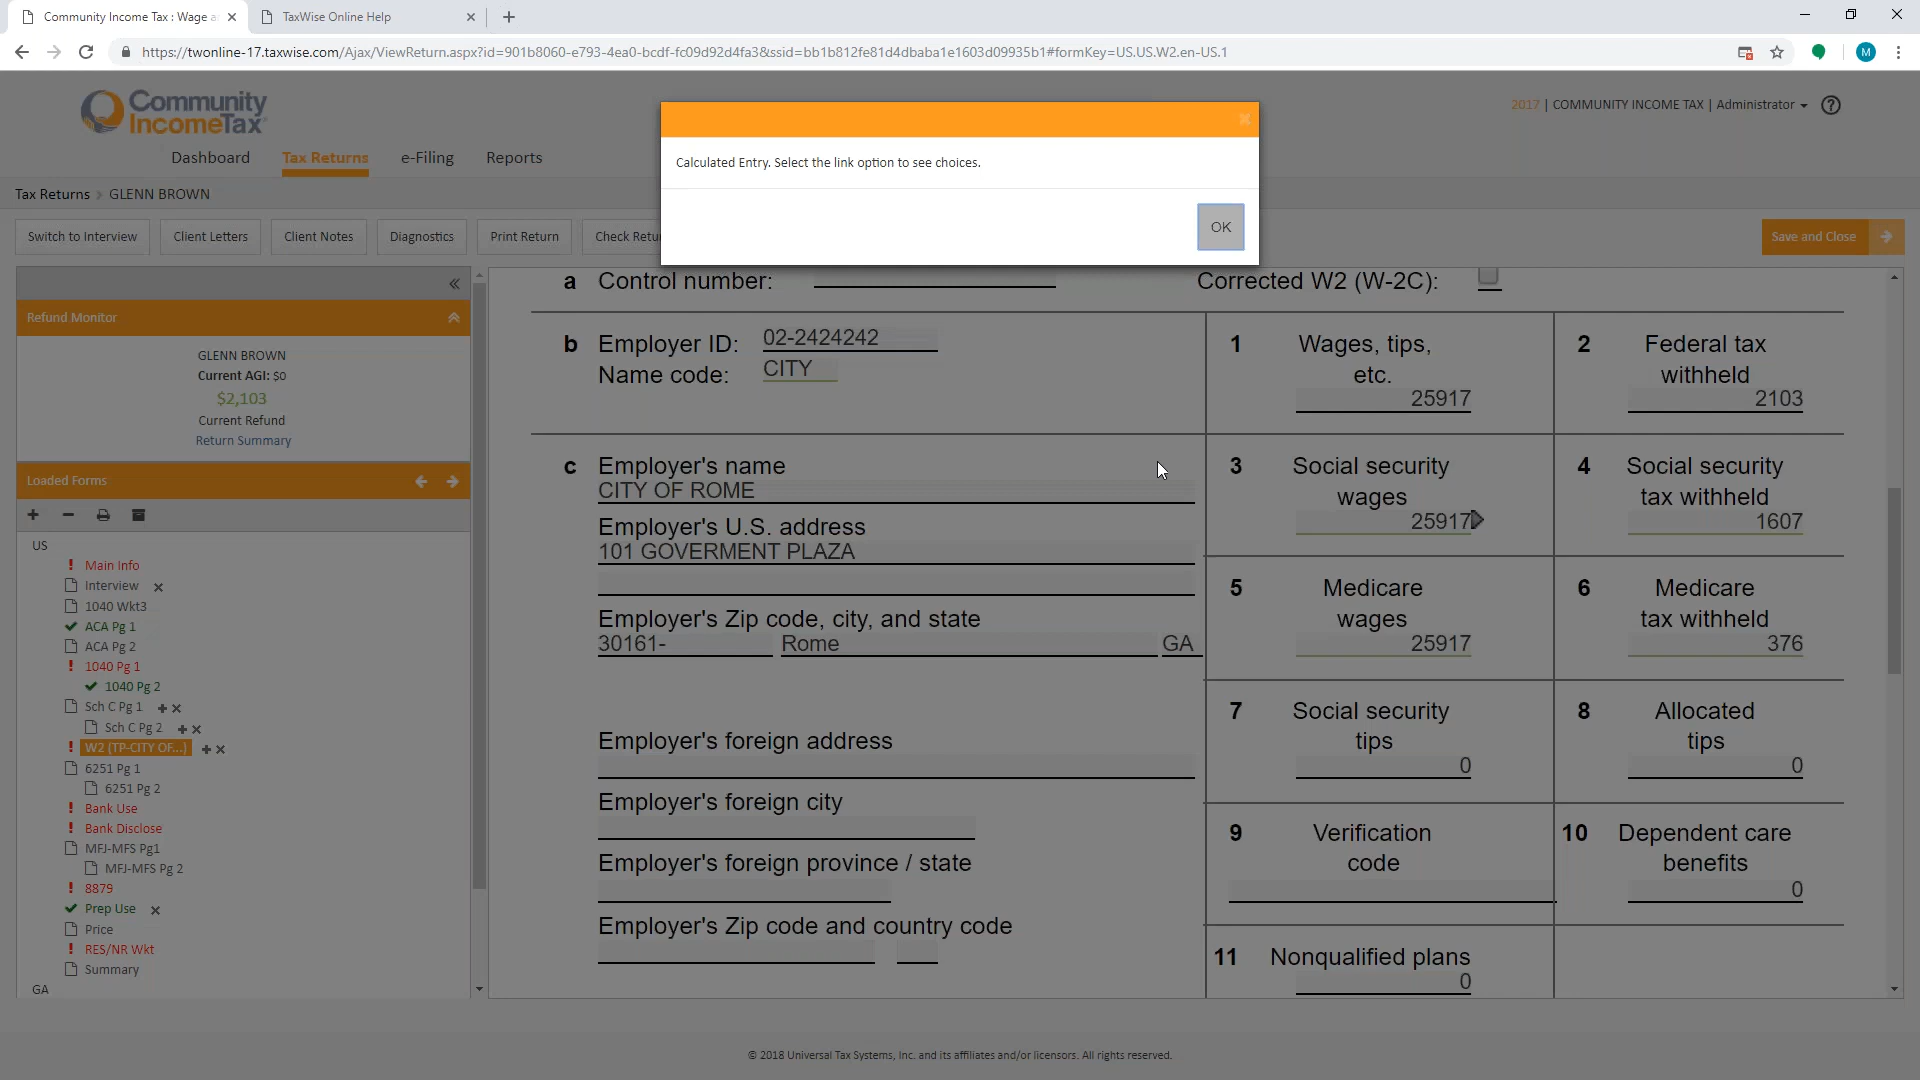 Community Income Tax : Wage a
TaxWise Online Help
https://twonline-17.taxwise.com/Ajax/ViewReturn.aspx?id=901b8060-e793-4ea0-bcdf-fc09d92d4fa3&ssid=bb1b812fe81d4dbaba1e1603d09935b1#formKey=US.US.W2.en-US.1
M
Community
IncomeTax
2017 | COMMUNITY INCOME TAX | Administrator
?
Dashboard Tax Returns e-Filing Reports
Calculated Entry. Select the link option to see choices.
OK
Tax Returns > GLENN BROWN
Switch to Interview Client Letters Client Notes Diagnostics Print Return Check Retu
Save and Close
Refund Monitor
GLENN BROWN
Current AGI: $0
$2,103
Current Refund
Return Summary
Loaded Forms
US
! Main Info
Interview
1040 Wkt3
ACA Pg 1
ACA Pg 2
! 1040 Pg 1
1040 Pg 2
Sch C Pg 1
Sch C Pg 2
! W2 (TP-CITY OF...)
6251 Pg 1
6251 Pg 2
! Bank Use
! Bank Disclose
MFJ-MFS Pg1
MFJ-MFS Pg 2
! 8879
Prep Use
Price
! RES/NR Wkt
Summary
GA
a Control number:
Corrected W2 (W-2C):
b Employer ID: 02-2424242
Name code: CITY
1 Wages, tips,
etc.
25917
2 Federal tax
withheld
2103
c Employer's name
CITY OF ROME
Employer's U.S. address
101 GOVERMENT PLAZA
Employer's Zip code, city, and state
30161- Rome GA
3 Social security
wages
25917
4 Social security
tax withheld
1607
5 Medicare
wages
25917
6 Medicare
tax withheld
376
Employer's foreign address
Employer's foreign city
Employer's foreign province / state
Employer's Zip code and country code
7 Social security
tips
0
8 Allocated
tips
0
9 Verification
code
10 Dependent care
benefits
0
11 Nonqualified plans
0
© 2018 Universal Tax Systems, Inc. and its affiliates and/or licensors. All rights reserved.